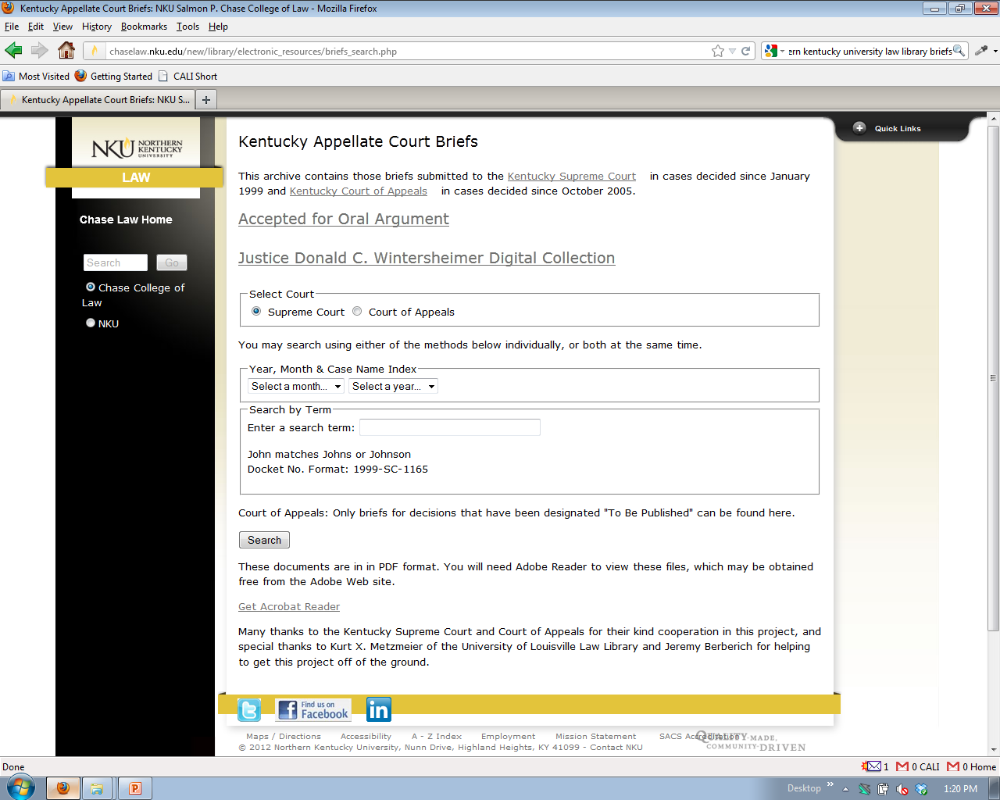 Kentucky Appellate Court Briefs: NKU Salmon P. Chase College of Law - Mozilla Firefox
File Edit View History Bookmarks Tools Help
chaselaw.nku.edu/new/library/electronic_resources/briefs_search.php
ern kentucky university law library briefs
Most Visited Getting Started CALI Short
Kentucky Appellate Court Briefs: NKU S...
Quick Links
NKU NORTHERN KENTUCKY UNIVERSITY
LAW
Chase Law Home
Search Go
Chase College of
Law
NKU
Kentucky Appellate Court Briefs
This archive contains those briefs submitted to the Kentucky Supreme Court in cases decided since January
1999 and Kentucky Court of Appeals in cases decided since October 2005.
Accepted for Oral Argument
Justice Donald C. Wintersheimer Digital Collection
Select Court
Supreme Court Court of Appeals
You may search using either of the methods below individually, or both at the same time.
Year, Month & Case Name Index
Select a month... Select a year...
Search by Term
Enter a search term:
John matches Johns or Johnson
Docket No. Format: 1999-SC-1165
Court of Appeals: Only briefs for decisions that have been designated "To Be Published" can be found here.
Search
These documents are in in PDF format. You will need Adobe Reader to view these files, which may be obtained
free from the Adobe Web site.
Get Acrobat Reader
Many thanks to the Kentucky Supreme Court and Court of Appeals for their kind cooperation in this project, and
special thanks to Kurt X. Metzmeier of the University of Louisville Law Library and Jeremy Berberich for helping
to get this project off of the ground.
Find us on
Facebook
in
Maps / Directions Accessibility A - Z Index Employment Mission Statement SACS Accreditation
© 2012 Northern Kentucky University, Nunn Drive, Highland Heights, KY 41099 - Contact NKU
QUALITY-MADE,
COMMUNITY-DRIVEN
Done
1 0 CALI 0 Home
Desktop 1:20 PM